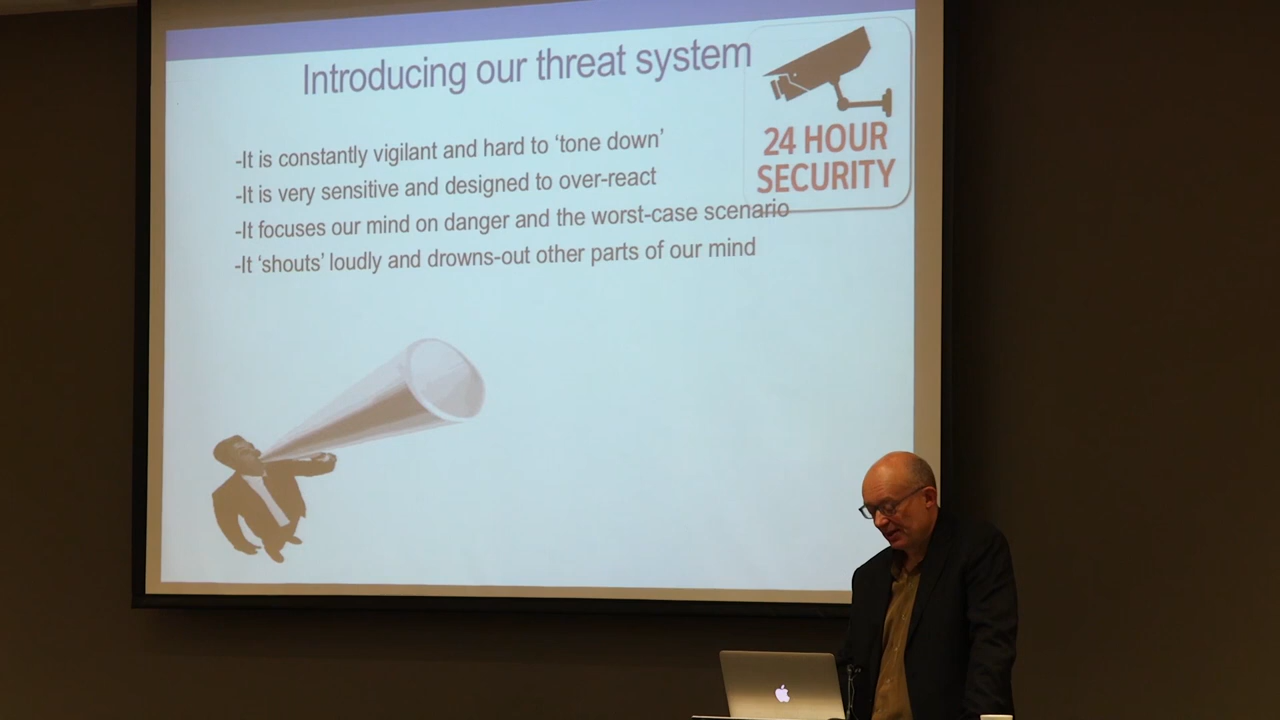 Introducing our threat system
-It is constantly vigilant and hard to ‘tone down’
-It is very sensitive and designed to over-react
-It focuses our mind on danger and the worst-case scenario
-It ‘shouts’ loudly and drowns-out other parts of our mind
24 HOUR
SECURITY